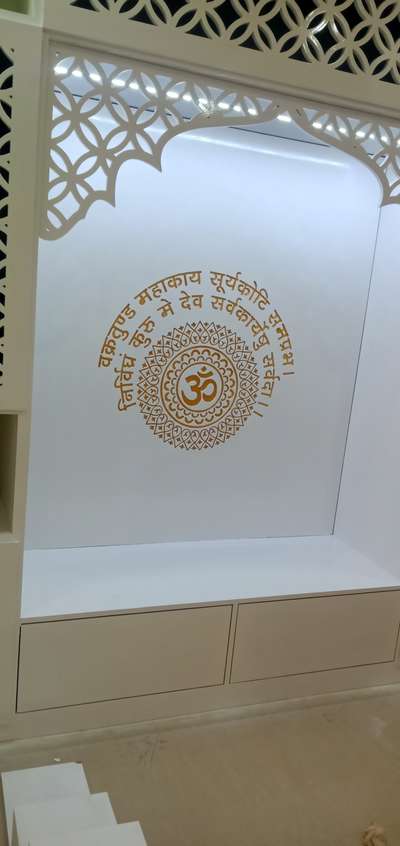 वक्रतुण्ड महाकाय सूर्यकोटि समप्रभ।
निर्विघ्नं कुरु मे देव सर्वकार्येषु सर्वदा।।
ॐ